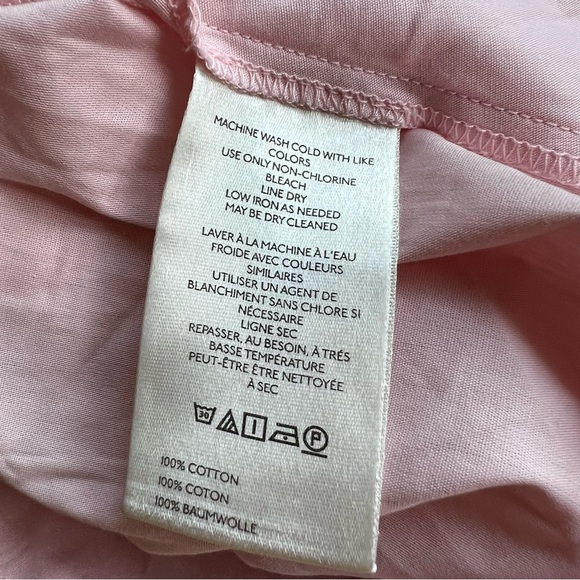 MACHINE WASH COLD WITH LIKE
COLORS
USE ONLY NON-CHLORINE
BLEACH
LINE DRY
LOW IRON AS NEEDED
MAY BE DRY CLEANED
LAVER À LA MACHINE À L'EAU
FROIDE AVEC COULEURS
SIMILAIRES
UTILISER UN AGENT DE
BLANCHIMENT SANS CHLORE SI
NÉCESSAIRE
LIGNE SEC
REPASSER, AU BESOIN, À TRÉS
BASSE TEMPÉRATURE
PEUT-ÊTRE ÊTRE NETTOYÉE
À SEC
30 P
100% COTTON
100% COTON
100% BAUMWOLLE